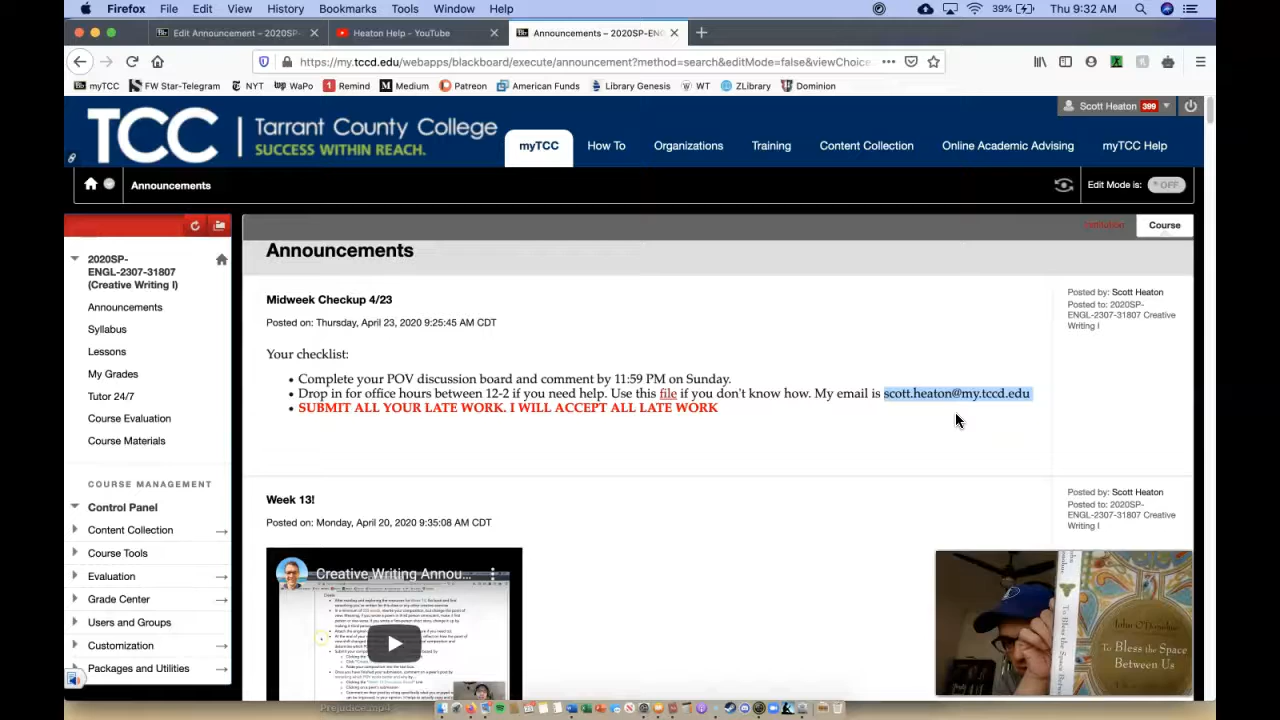 Firefox File Edit View History Bookmarks Tools Window Help
39% Thu 9:32 AM
Edit Announcement – 2020SP-
Heaton Help - YouTube
Announcements – 2020SP-ENG
https://my.tccd.edu/webapps/blackboard/execute/announcement?method=search&editMode=false&viewChoice
myTCC FW Star-Telegram NYT WaPo Remind Medium Patreon American Funds Library Genesis WT ZLibrary Dominion
Scott Heaton 399
TCC Tarrant County College
SUCCESS WITHIN REACH.
myTCC How To Organizations Training Content Collection Online Academic Advising myTCC Help
Announcements
Edit Mode is: OFF
Institution Course
2020SP-
ENGL-2307-31807
(Creative Writing I)
Announcements
Syllabus
Lessons
My Grades
Tutor 24/7
Course Evaluation
Course Materials
COURSE MANAGEMENT
Control Panel
Content Collection
Course Tools
Evaluation
Grade Center
Users and Groups
Customization
Packages and Utilities
Announcements
Midweek Checkup 4/23
Posted on: Thursday, April 23, 2020 9:25:45 AM CDT
Your checklist:
• Complete your POV discussion board and comment by 11:59 PM on Sunday.
• Drop in for office hours between 12-2 if you need help. Use this file if you don't know how. My email is scott.heaton@my.tccd.edu
• SUBMIT ALL YOUR LATE WORK. I WILL ACCEPT ALL LATE WORK
Posted by: Scott Heaton
Posted to: 2020SP-
ENGL-2307-31807 Creative
Writing I
Week 13!
Posted on: Monday, April 20, 2020 9:35:08 AM CDT
Posted by: Scott Heaton
Posted to: 2020SP-
ENGL-2307-31807 Creative
Writing I
Creative Writing Annou...
John O'Donohue
To Bless the Space
Between Us
Prejudice.mp4